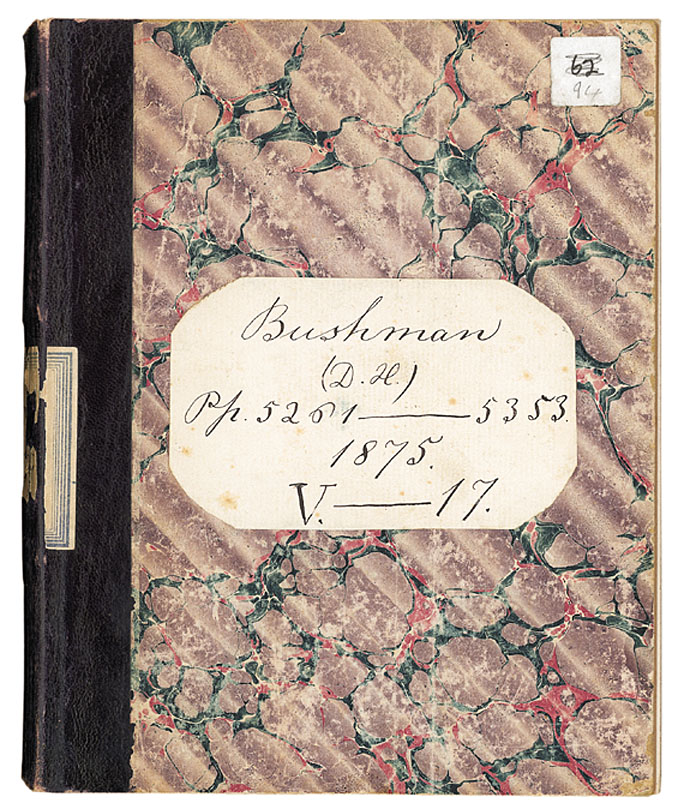 62
94
Bushman
(D. H.)
Pp. 5261——5353.
1875.
V.——17.